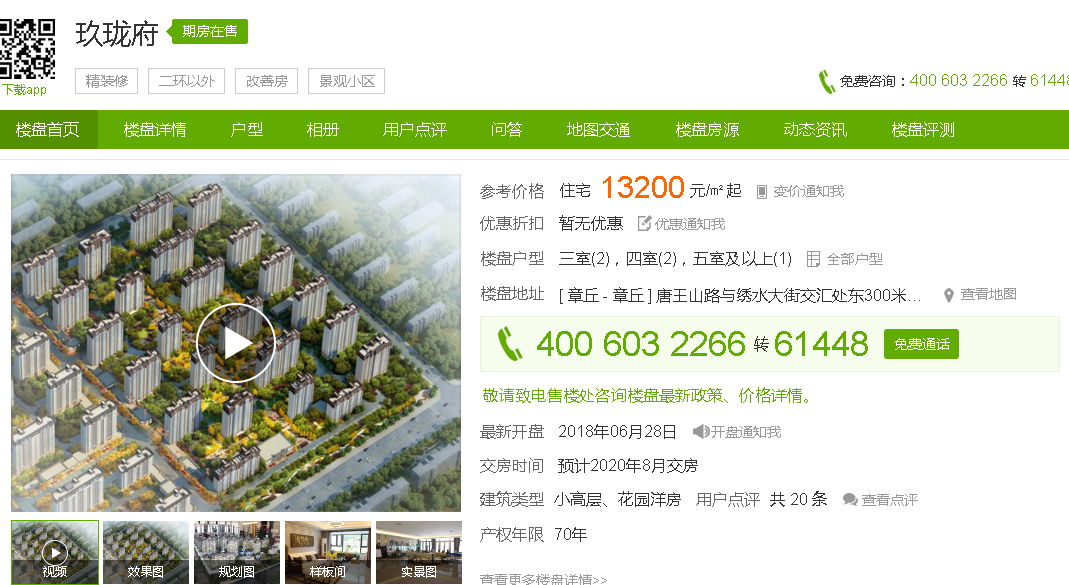 玖珑府 期房在售
下载app
精装修 二环以外 改善房 景观小区
免费咨询：400 603 2266 转 61448
楼盘首页 楼盘详情 户型 相册 用户点评 问答 地图交通 楼盘房源 动态资讯 楼盘评测
参考价格 住宅 13200 元/㎡起 变价通知我
优惠折扣 暂无优惠 优惠通知我
楼盘户型 三室(2)，四室(2)，五室及以上(1) 全部户型
楼盘地址 [ 章丘 - 章丘 ] 唐王山路与绣水大街交汇处东300米... 查看地图
400 603 2266 转 61448 免费通话
敬请致电售楼处咨询楼盘最新政策、价格详情。
最新开盘 2018年06月28日 开盘通知我
交房时间 预计2020年8月交房
建筑类型 小高层、花园洋房 用户点评 共 20 条 查看点评
产权年限 70年
查看更多楼盘详情>>
视频 效果图 规划图 样板间 实景图